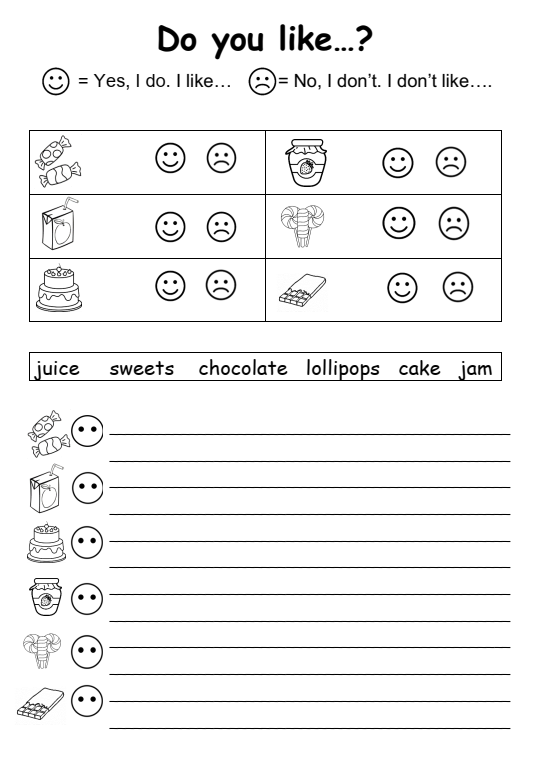 Do you like…?
= Yes, I do. I like… = No, I don't. I don't like….
juice sweets chocolate lollipops cake jam